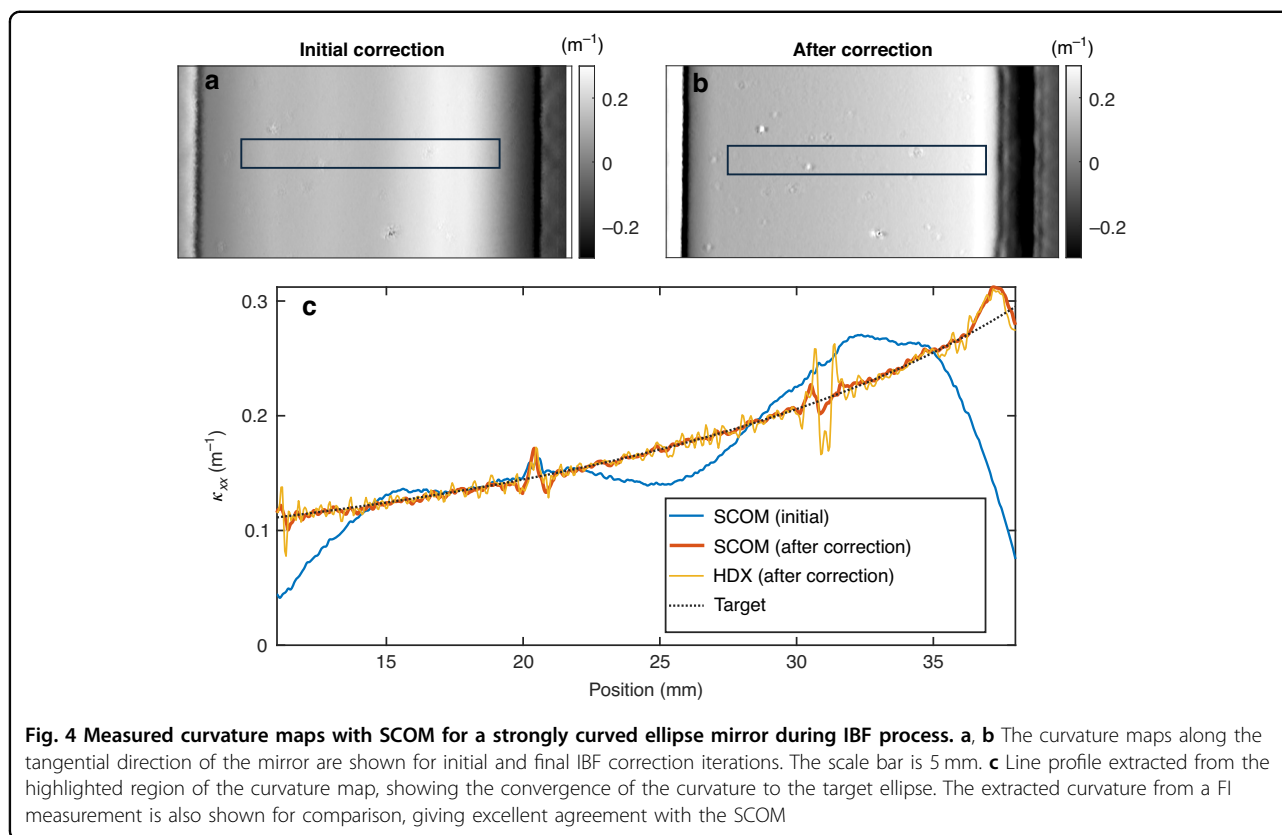 Initial correction
(m⁻¹)
After correction
(m⁻¹)
a
0.2
0
−0.2
b
0.2
0
−0.2
c
0.3
0.2
0.1
0
κxx (m⁻¹)
SCOM (initial)
SCOM (after correction)
HDX (after correction)
Target
15
20
25
30
35
Position (mm)
Fig. 4 Measured curvature maps with SCOM for a strongly curved ellipse mirror during IBF process. a, b The curvature maps along the
tangential direction of the mirror are shown for initial and final IBF correction iterations. The scale bar is 5 mm. c Line profile extracted from the
highlighted region of the curvature map, showing the convergence of the curvature to the target ellipse. The extracted curvature from a FI
measurement is also shown for comparison, giving excellent agreement with the SCOM